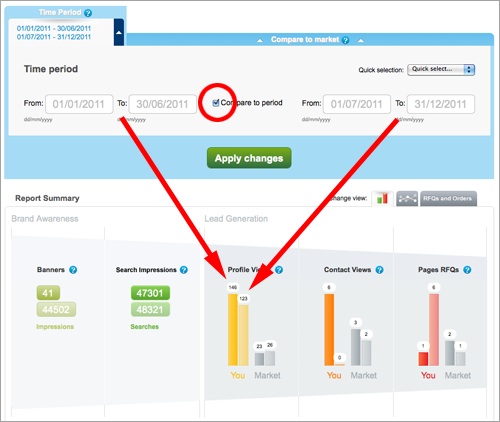 Time Period ?
01/01/2011 - 30/06/2011
01/07/2011 - 31/12/2011
Compare to market ?
Time period
Quick selection: Quick select...
From: 01/01/2011 To: 30/06/2011 Compare to period From: 01/07/2011 To: 31/12/2011
dd/mm/yyyy dd/mm/yyyy dd/mm/yyyy dd/mm/yyyy
Apply changes
Report Summary
Change view: RFQs and Orders
Brand Awareness
Lead Generation
Banners ?
41
44502
Impressions
Search Impressions ?
47301
48321
Searches
Profile Views ?
146
123
23 26
You Market
Contact Views ?
6
0
3
2
You Market
Pages RFQs ?
1
6
2
1
You Market